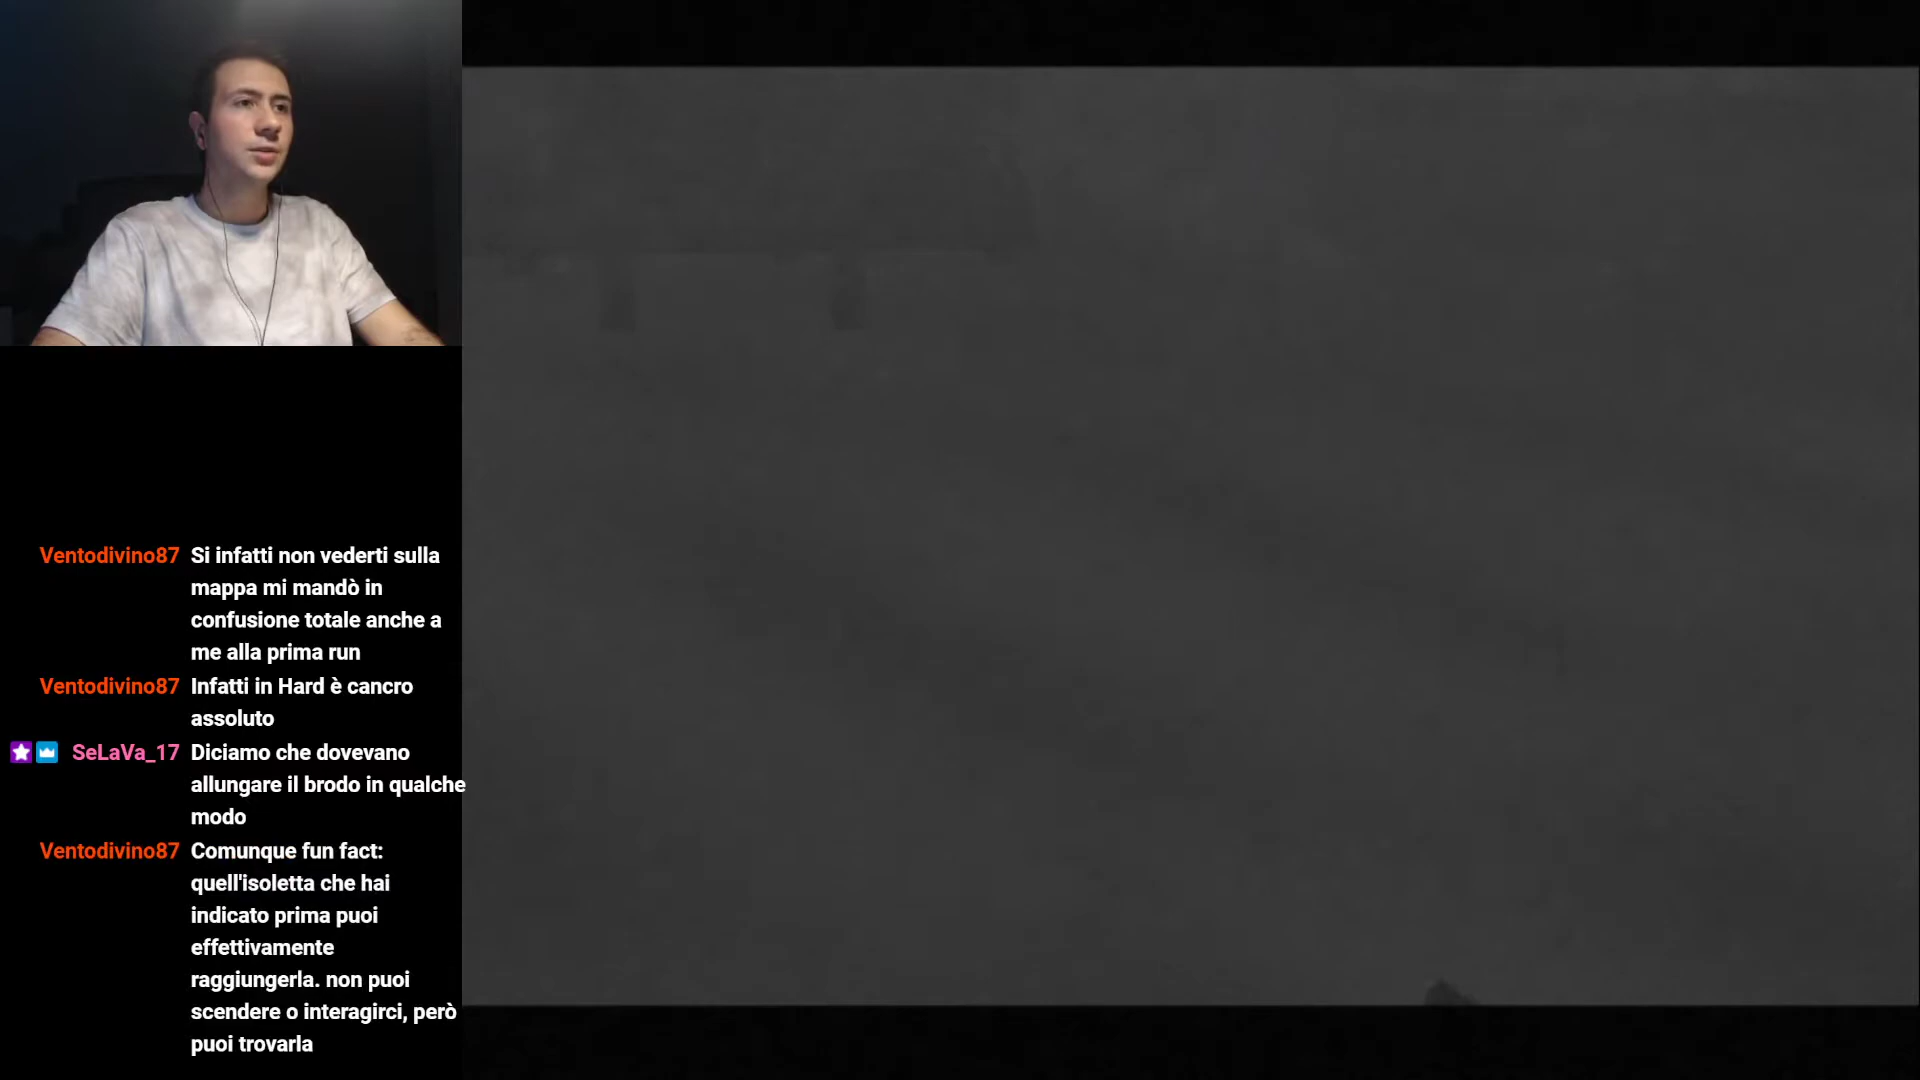 Ventodivino87 Si infatti non vederti sulla
mappa mi mandò in
confusione totale anche a
me alla prima run
Ventodivino87 Infatti in Hard è cancro
assoluto
SeLaVa_17 Diciamo che dovevano
allungare il brodo in qualche
modo
Ventodivino87 Comunque fun fact:
quell'isoletta che hai
indicato prima puoi
effettivamente
raggiungerla. non puoi
scendere o interagirci, però
puoi trovarla